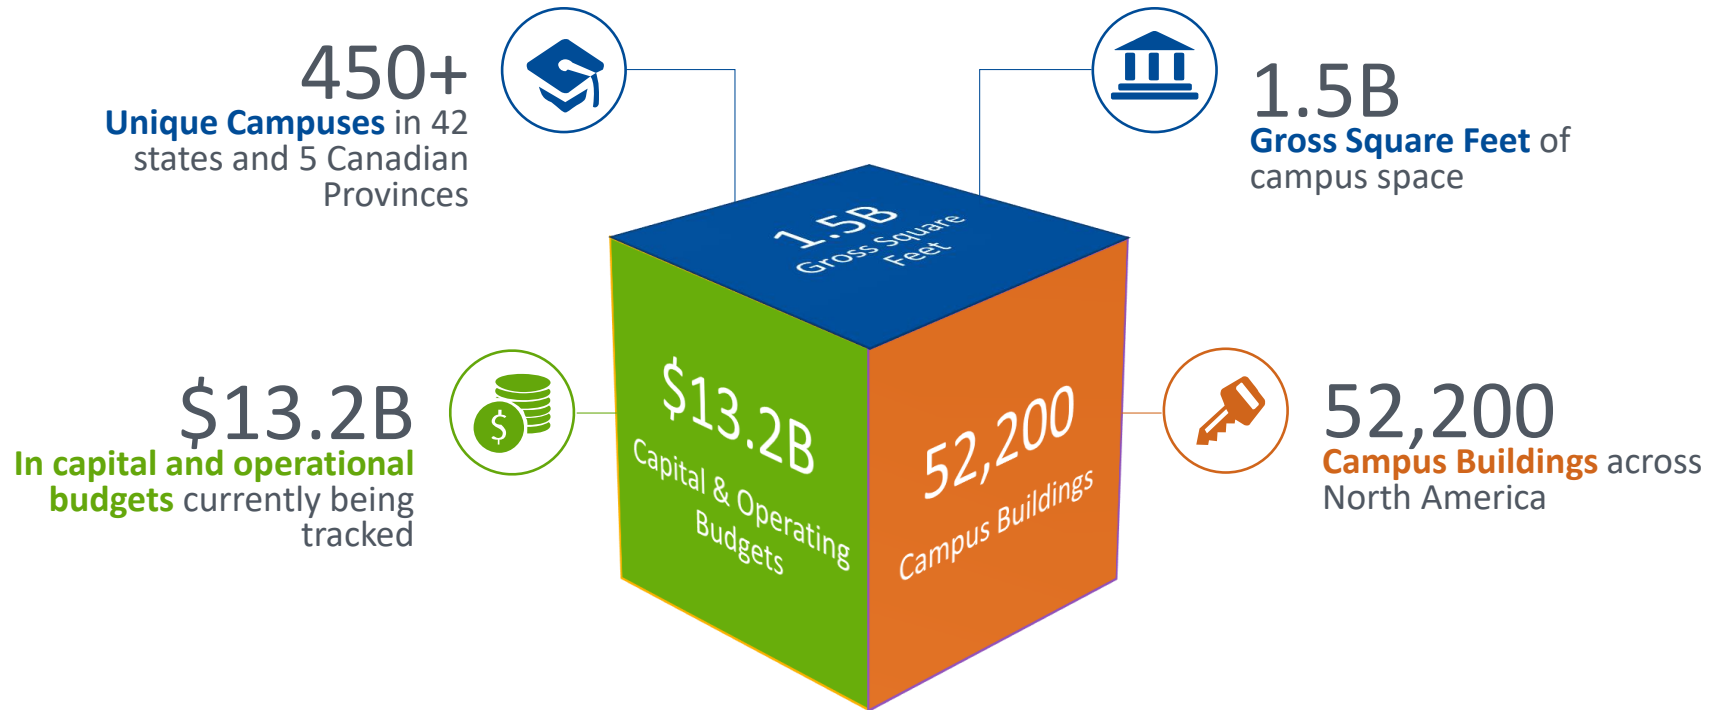 450+
Unique Campuses in 42
states and 5 Canadian
Provinces
1.5B
Gross Square Feet of
campus space
1.5B
Gross Square
Feet
$13.2B
In capital and operational
budgets currently being
tracked
$
$13.2B
Capital & Operating
Budgets
52,200
Campus Buildings
52,200
Campus Buildings across
North America